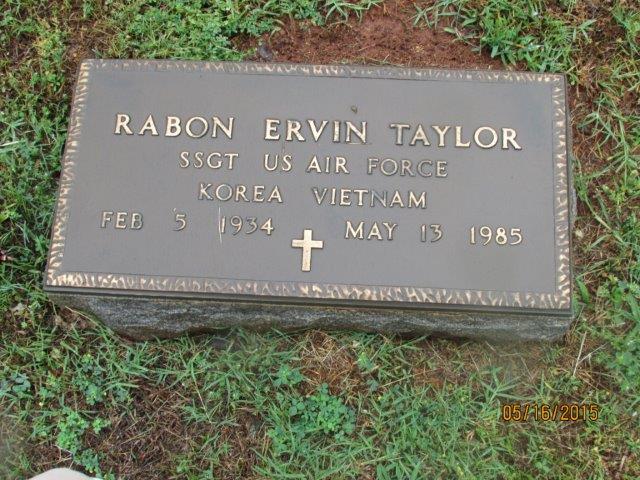 RABON ERVIN TAYLOR
SSGT US AIR FORCE
KOREA VIETNAM
FEB 5 1934 MAY 13 1985
05/16/2015